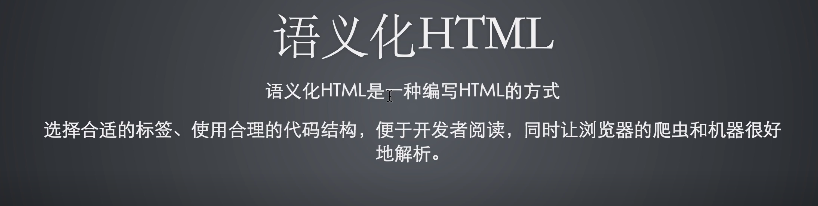 语义化HTML
语义化HTML是一种编写HTML的方式
选择合适的标签、使用合理的代码结构，便于开发者阅读，同时让浏览器的爬虫和机器很好
地解析。